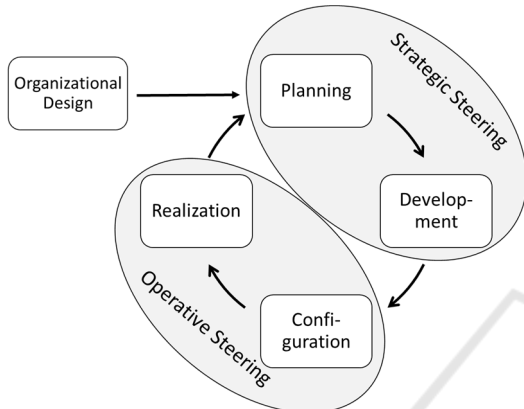 Organizational
Design
Planning
Strategic Steering
Develop-
ment
Realization
Operative Steering
Confi-
guration